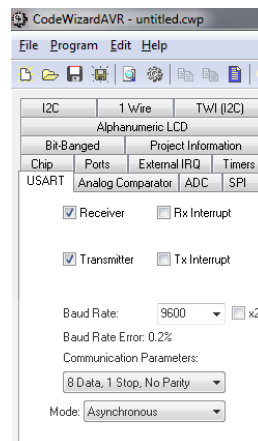 CodeWizardAVR - untitled.cwp
File Program Edit Help
I2C 1 Wire TWI (I2C)
Alphanumeric LCD
Bit-Banged Project Information
Chip Ports External IRQ Timers
USART Analog Comparator ADC SPI
Receiver Rx Interrupt
Transmitter Tx Interrupt
Baud Rate: 9600 x2
Baud Rate Error: 0.2%
Communication Parameters:
8 Data, 1 Stop, No Parity
Mode: Asynchronous